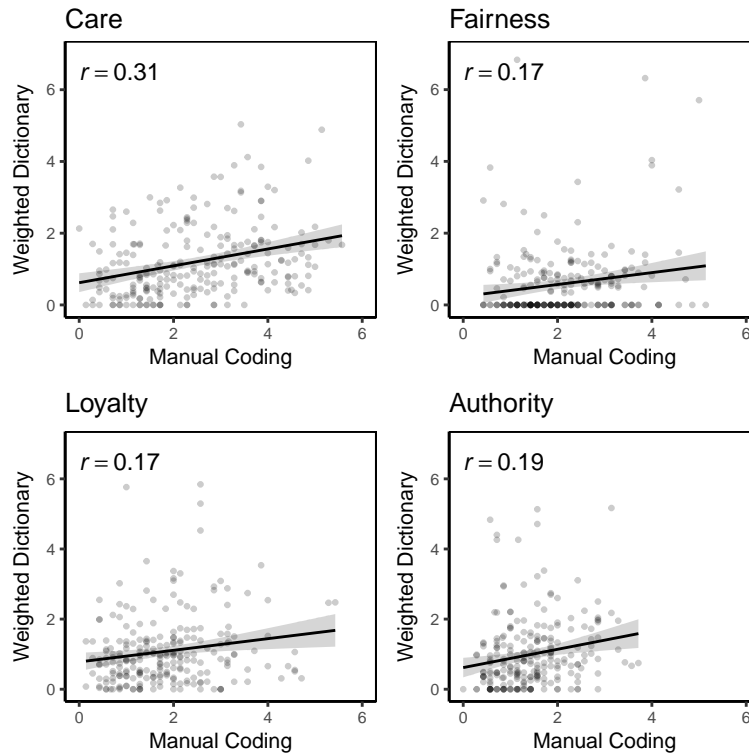 Care
r = 0.31
6
4
2
0
0 2 4 6
Weighted Dictionary
Manual Coding
Fairness
r = 0.17
6
4
2
0
0 2 4 6
Weighted Dictionary
Manual Coding
Loyalty
r = 0.17
6
4
2
0
0 2 4 6
Weighted Dictionary
Manual Coding
Authority
r = 0.19
6
4
2
0
0 2 4 6
Weighted Dictionary
Manual Coding